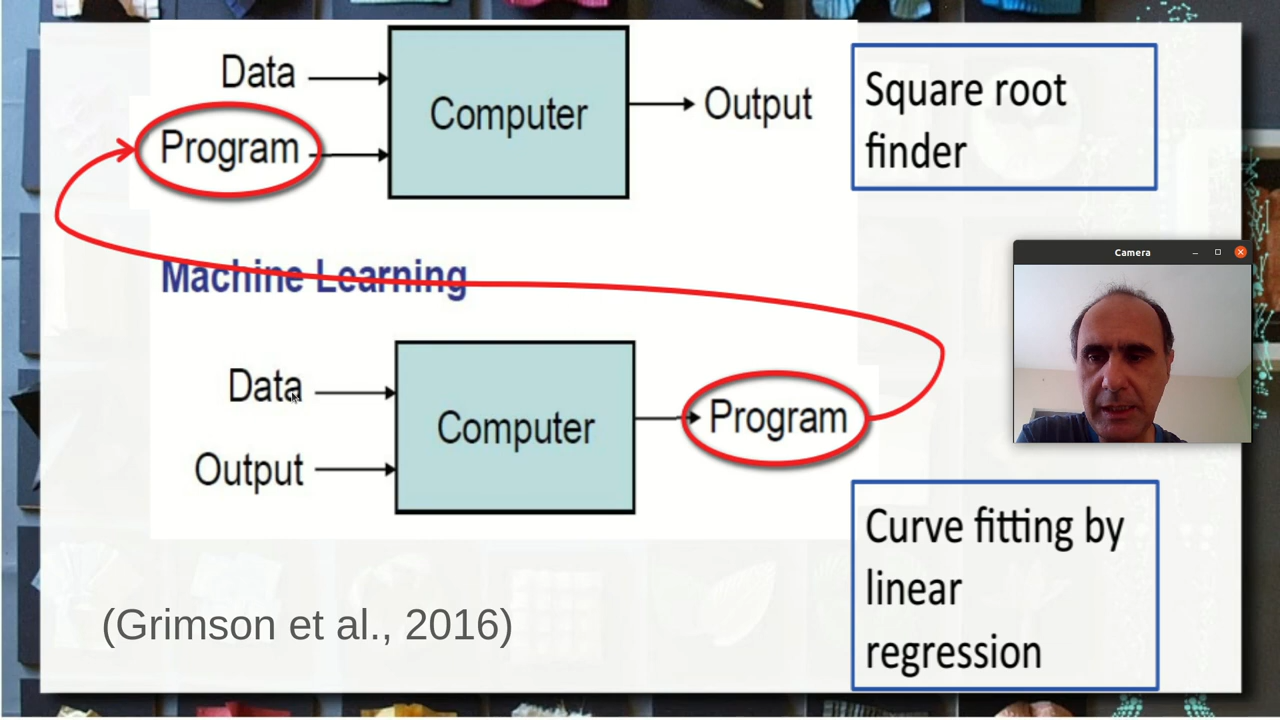 Data
Program
Computer
Output
Square root
finder
Machine Learning
Camera
Data
Output
Computer
Program
Curve fitting by
linear
regression
(Grimson et al., 2016)